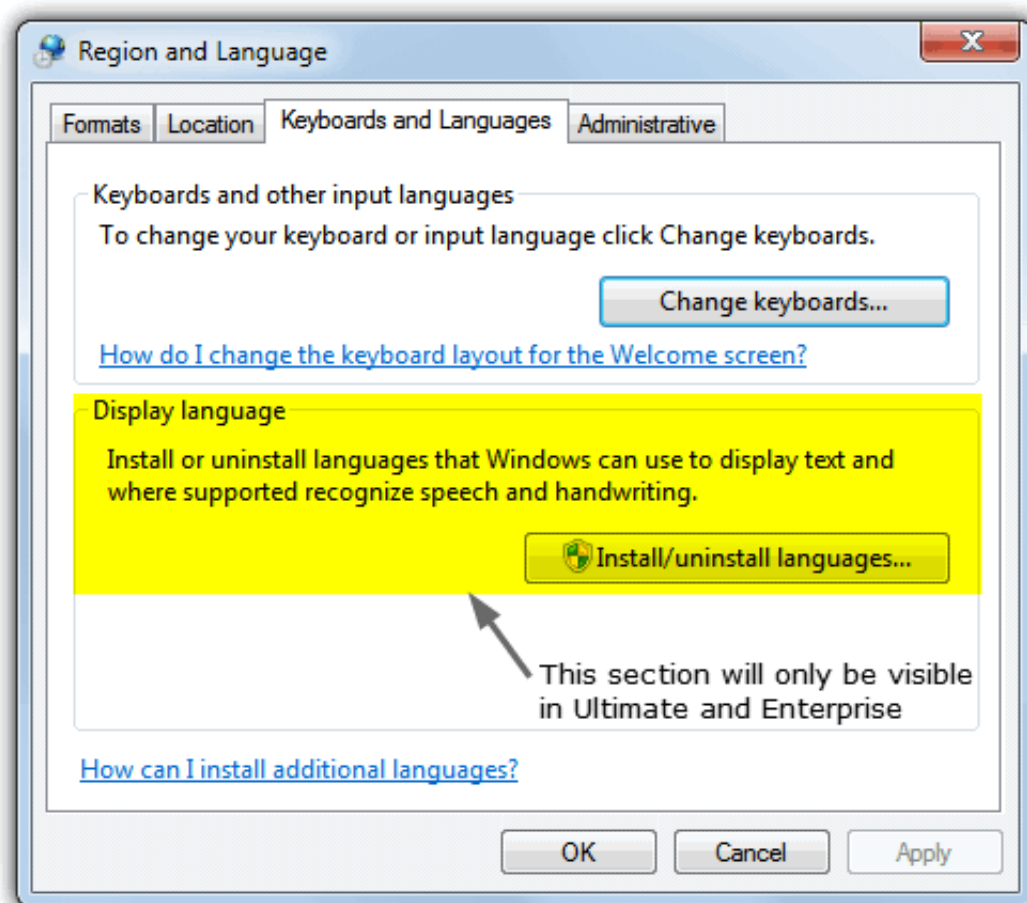 Region and Language
Formats Location Keyboards and Languages Administrative
Keyboards and other input languages
To change your keyboard or input language click Change keyboards.
Change keyboards...
How do I change the keyboard layout for the Welcome screen?
Display language
Install or uninstall languages that Windows can use to display text and
where supported recognize speech and handwriting.
Install/uninstall languages...
This section will only be visible
in Ultimate and Enterprise
How can I install additional languages?
OK Cancel Apply